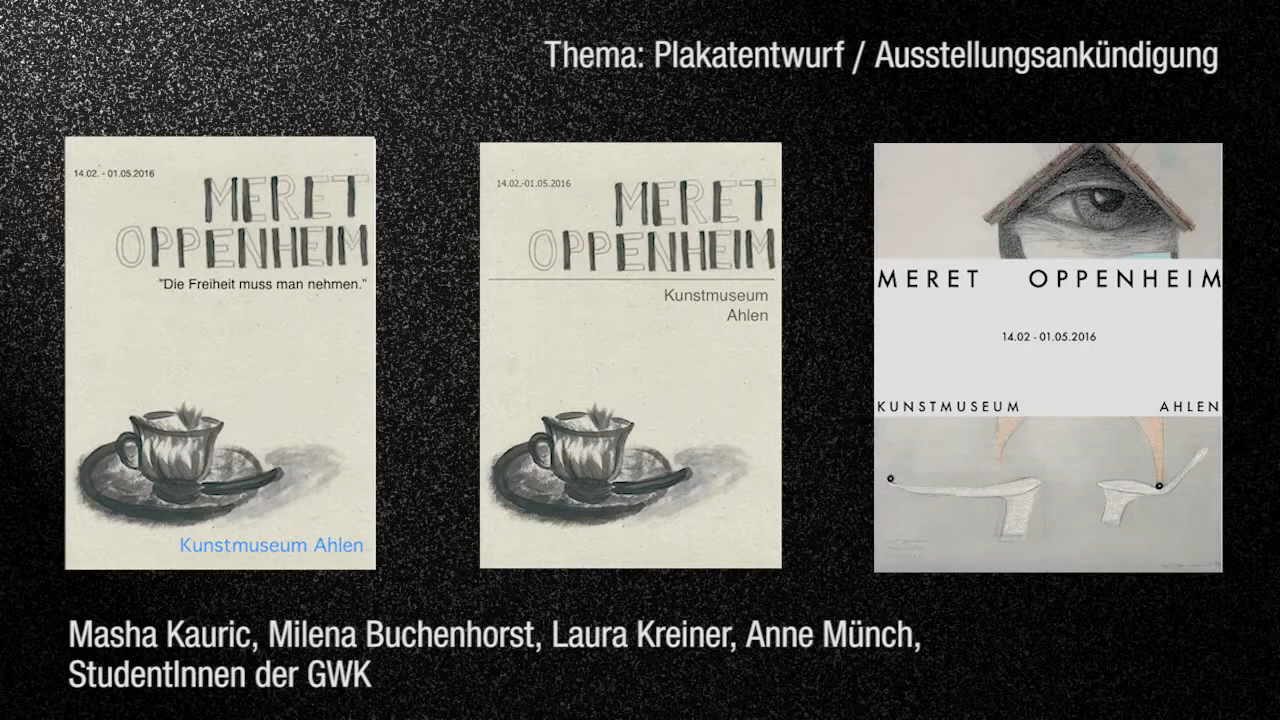 Thema: Plakatentwurf / Ausstellungsankündigung
14.02. - 01.05.2016
MERET
OPPENHEIM
"Die Freiheit muss man nehmen."
Kunstmuseum Ahlen
14.02.-01.05.2016
MERET
OPPENHEIM
Kunstmuseum
Ahlen
MERET OPPENHEIM
14.02 - 01.05.2016
KUNSTMUSEUM AHLEN
Masha Kauric, Milena Buchenhorst, Laura Kreiner, Anne Münch,
StudentInnen der GWK